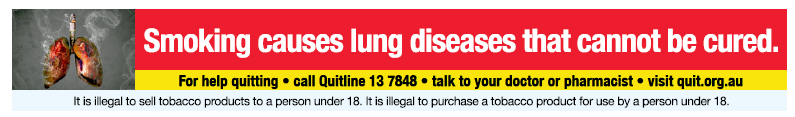 Smoking causes lung diseases that cannot be cured.
For help quitting • call Quitline 13 7848 • talk to your doctor or pharmacist • visit quit.org.au
It is illegal to sell tobacco products to a person under 18. It is illegal to purchase a tobacco product for use by a person under 18.